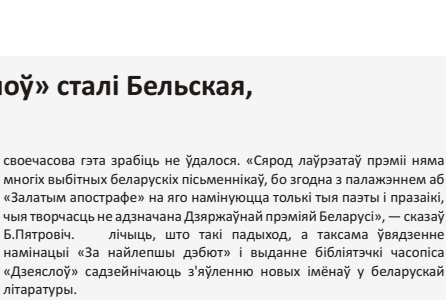 лоў» сталі Бельская,
своечасова гэта зрабіць не ўдалося. «Сярод лаўрэатаў прэміі няма
многіх выбітных беларускіх пісьменнікаў, бо згодна з палажэннем аб
«Залатым апострафе» на яго намінуюцца толькі тыя паэты і празаікі,
чыя творчасць не адзначана Дзяржаўнай прэміяй Беларусі», — сказаў
Б.Пятровіч. лічыць, што такі падыход, а таксама ўвядзенне
намінацыі «За найлепшы дэбют» і выданне бібліятэчкі часопіса
«Дзеяслоў» садзейнічаюць з'яўленню новых імёнаў у беларускай
літаратуры.